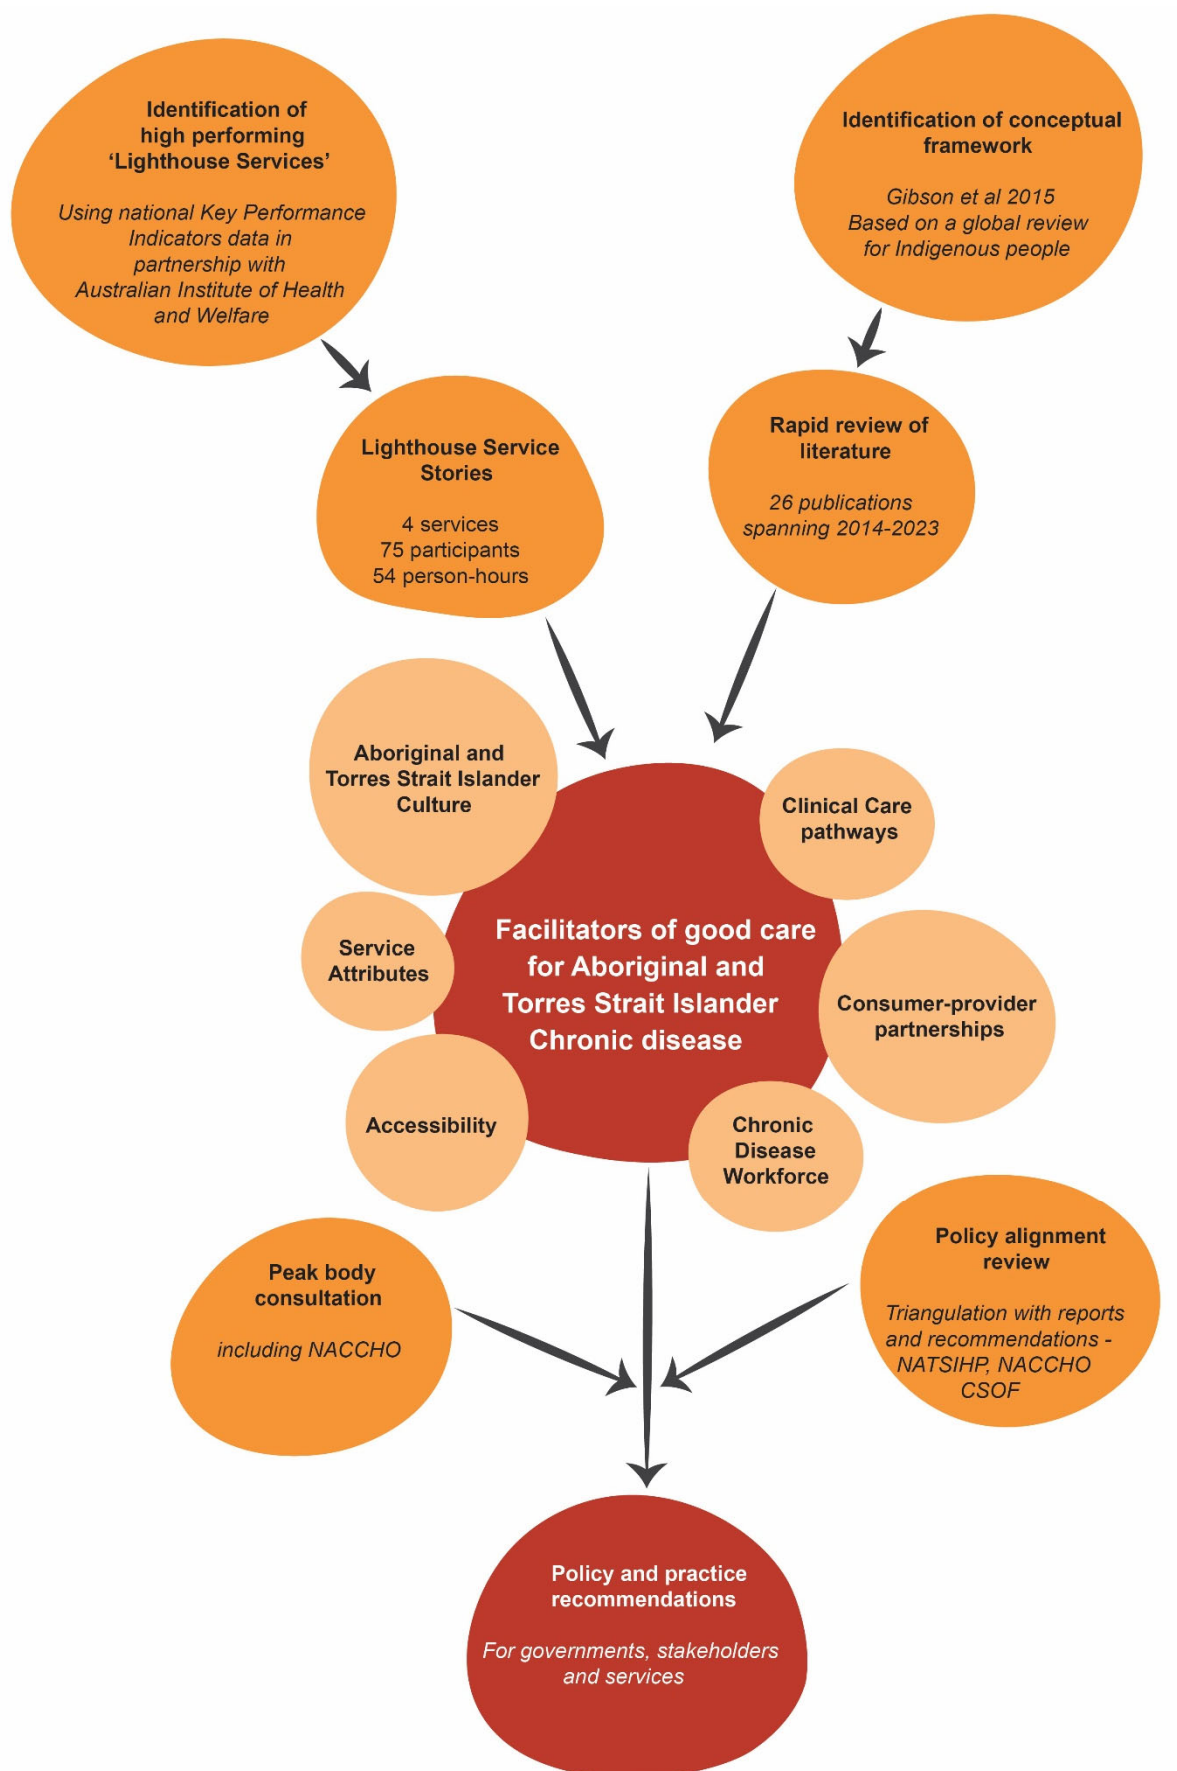 Identification of
high performing
‘Lighthouse Services’
Using national Key Performance
Indicators data in
partnership with
Australian Institute of Health
and Welfare
Identification of conceptual
framework
Gibson et al 2015
Based on a global review
for Indigenous people
Lighthouse Service
Stories
4 services
75 participants
54 person-hours
Rapid review of
literature
26 publications
spanning 2014-2023
Aboriginal and
Torres Strait Islander
Culture
Clinical Care
pathways
Service
Attributes
Facilitators of good care
for Aboriginal and
Torres Strait Islander
Chronic disease
Consumer-provider
partnerships
Accessibility
Chronic
Disease
Workforce
Peak body
consultation
including NACCHO
Policy alignment
review
Triangulation with reports
and recommendations -
NATSIHP, NACCHO
CSOF
Policy and practice
recommendations
For governments, stakeholders
and services